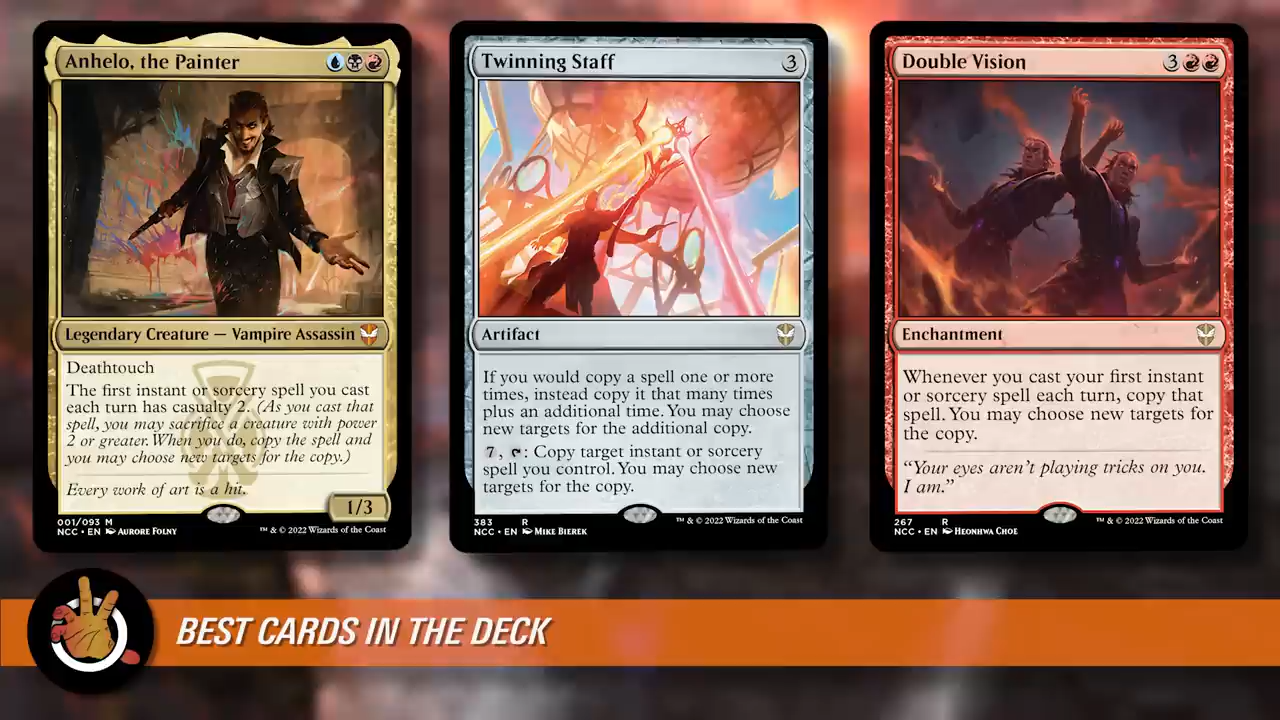 Anhelo, the Painter
Legendary Creature — Vampire Assassin
Deathtouch
The first instant or sorcery spell you cast
each turn has casualty 2. (As you cast that
spell, you may sacrifice a creature with power
2 or greater. When you do, copy the spell and
you may choose new targets for the copy.)
Every work of art is a hit.
1/3
001/093 M
NCC • EN AURORE FOLNY
™ & © 2022 Wizards of the Coast
Twinning Staff
3
Artifact
If you would copy a spell one or more
times, instead copy it that many times
plus an additional time. You may choose
new targets for the additional copy.
7, : Copy target instant or sorcery
spell you control. You may choose new
targets for the copy.
383 R
NCC • EN MIKE BIEREK
™ & © 2022 Wizards of the Coast
Double Vision
3
Enchantment
Whenever you cast your first instant
or sorcery spell each turn, copy that
spell. You may choose new targets for
the copy.
“Your eyes aren’t playing tricks on you.
I am.”
267 R
NCC • EN HEONHWA CHOE
™ & © 2022 Wizards of the Coast
BEST CARDS IN THE DECK